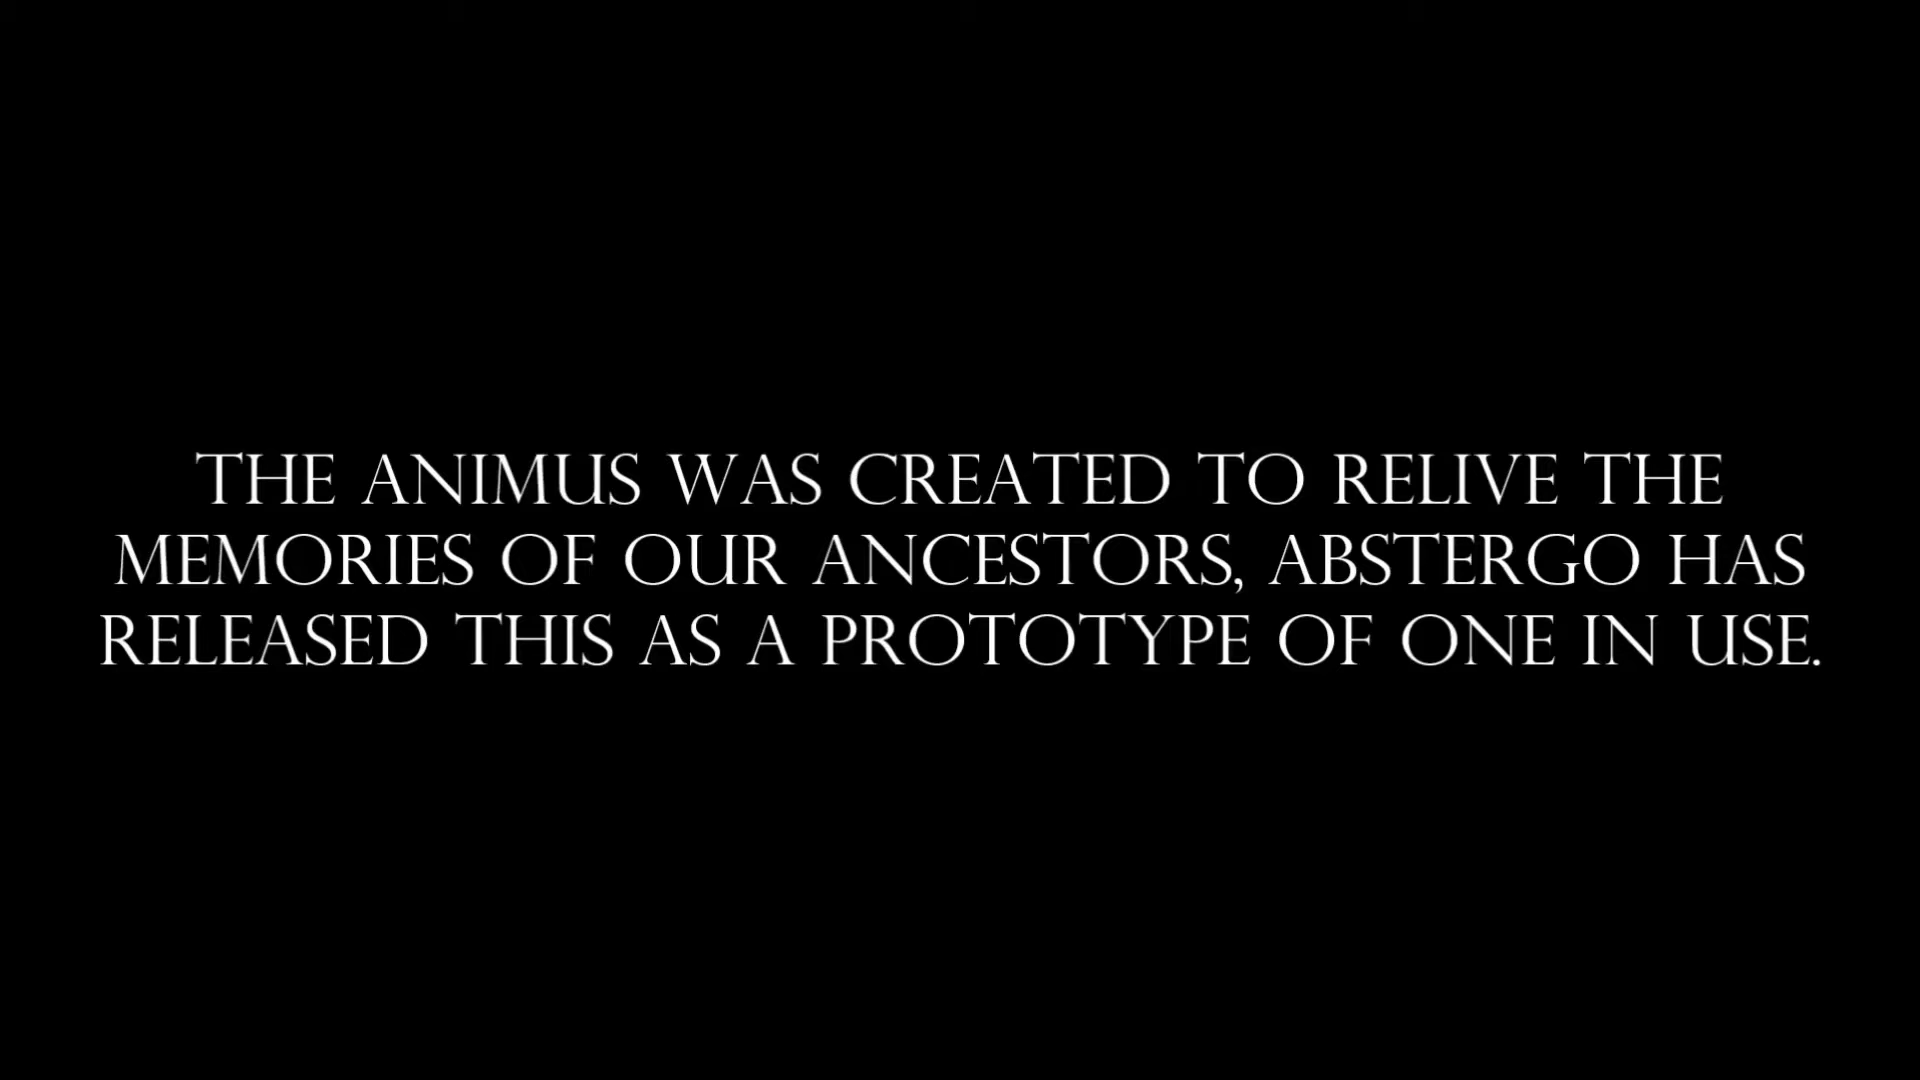 THE ANIMUS WAS CREATED TO RELIVE THE
MEMORIES OF OUR ANCESTORS, ABSTERGO HAS
RELEASED THIS AS A PROTOTYPE OF ONE IN USE.